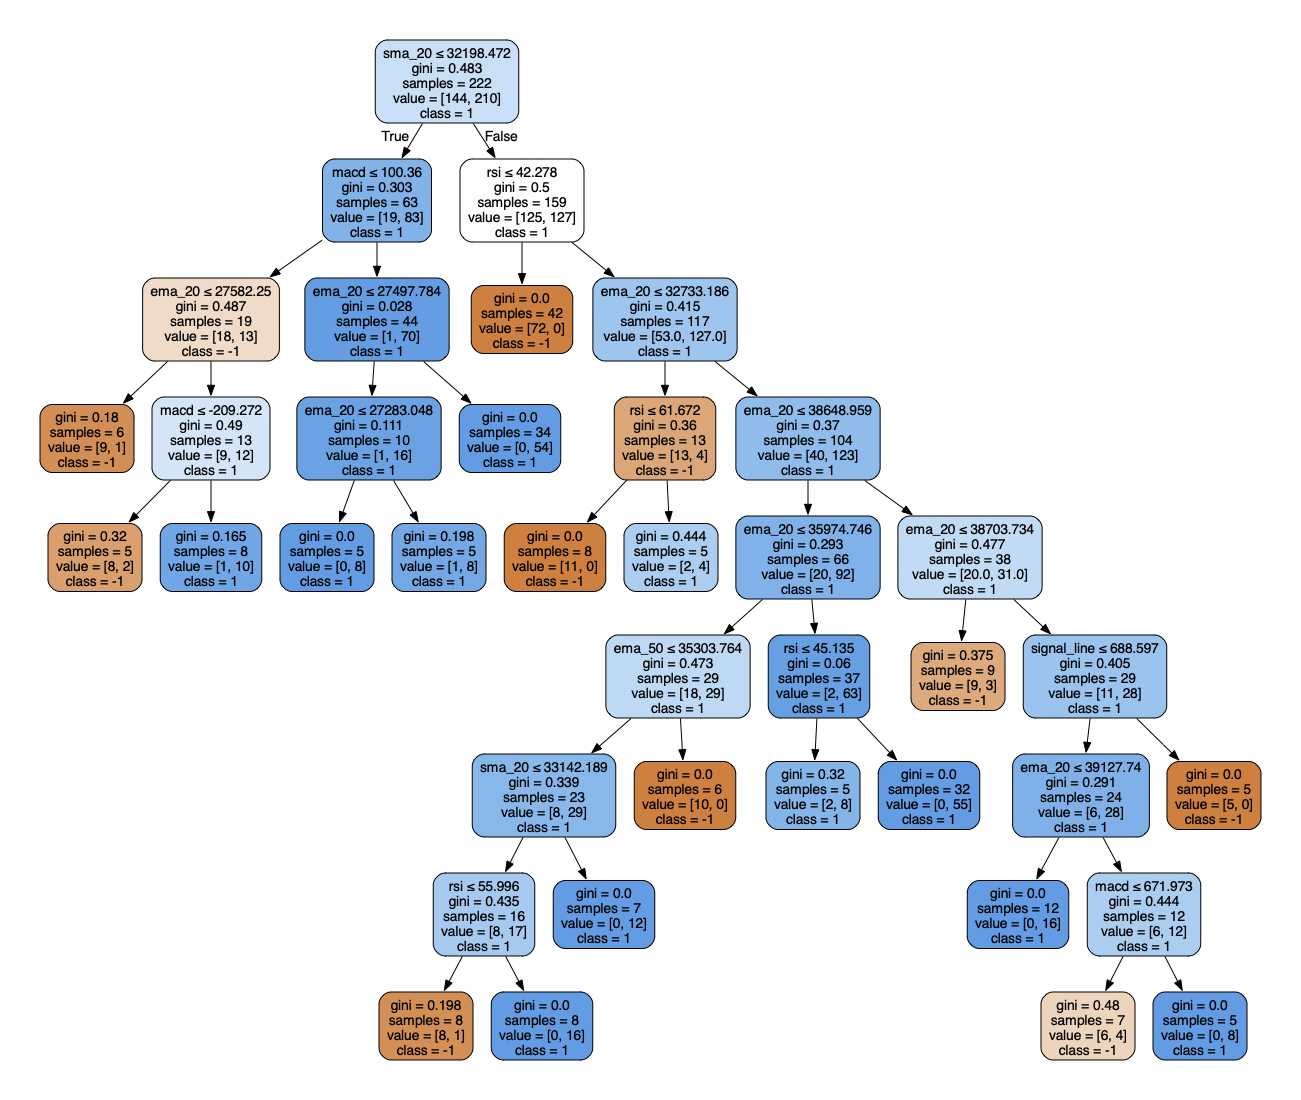 sma_20 ≤ 32198.472
gini = 0.483
samples = 222
value = [144, 210]
class = 1
True
False
macd ≤ 100.36
gini = 0.303
samples = 63
value = [19, 83]
class = 1
rsi ≤ 42.278
gini = 0.5
samples = 159
value = [125, 127]
class = 1
ema_20 ≤ 27582.25
gini = 0.487
samples = 19
value = [18, 13]
class = -1
ema_20 ≤ 27497.784
gini = 0.028
samples = 44
value = [1, 70]
class = 1
gini = 0.0
samples = 42
value = [72, 0]
class = -1
ema_20 ≤ 32733.186
gini = 0.415
samples = 117
value = [53.0, 127.0]
class = 1
gini = 0.18
samples = 6
value = [9, 1]
class = -1
macd ≤ -209.272
gini = 0.49
samples = 13
value = [9, 12]
class = 1
ema_20 ≤ 27283.048
gini = 0.111
samples = 10
value = [1, 16]
class = 1
gini = 0.0
samples = 34
value = [0, 54]
class = 1
rsi ≤ 61.672
gini = 0.36
samples = 13
value = [13, 4]
class = -1
ema_20 ≤ 38648.959
gini = 0.37
samples = 104
value = [40, 123]
class = 1
gini = 0.32
samples = 5
value = [8, 2]
class = -1
gini = 0.165
samples = 8
value = [1, 10]
class = 1
gini = 0.0
samples = 5
value = [0, 8]
class = 1
gini = 0.198
samples = 5
value = [1, 8]
class = 1
gini = 0.0
samples = 8
value = [11, 0]
class = -1
gini = 0.444
samples = 5
value = [2, 4]
class = 1
ema_20 ≤ 35974.746
gini = 0.293
samples = 66
value = [20, 92]
class = 1
ema_20 ≤ 38703.734
gini = 0.477
samples = 38
value = [20.0, 31.0]
class = 1
ema_50 ≤ 35303.764
gini = 0.473
samples = 29
value = [18, 29]
class = 1
rsi ≤ 45.135
gini = 0.06
samples = 37
value = [2, 63]
class = 1
gini = 0.375
samples = 9
value = [9, 3]
class = -1
signal_line ≤ 688.597
gini = 0.405
samples = 29
value = [11, 28]
class = 1
sma_20 ≤ 33142.189
gini = 0.339
samples = 23
value = [8, 29]
class = 1
gini = 0.0
samples = 6
value = [10, 0]
class = -1
gini = 0.32
samples = 5
value = [2, 8]
class = 1
gini = 0.0
samples = 32
value = [0, 55]
class = 1
ema_20 ≤ 39127.74
gini = 0.291
samples = 24
value = [6, 28]
class = 1
gini = 0.0
samples = 5
value = [5, 0]
class = -1
rsi ≤ 55.996
gini = 0.435
samples = 16
value = [8, 17]
class = 1
gini = 0.0
samples = 7
value = [0, 12]
class = 1
gini = 0.0
samples = 12
value = [0, 16]
class = 1
macd ≤ 671.973
gini = 0.444
samples = 12
value = [6, 12]
class = 1
gini = 0.198
samples = 8
value = [8, 1]
class = -1
gini = 0.0
samples = 8
value = [0, 16]
class = 1
gini = 0.48
samples = 7
value = [6, 4]
class = -1
gini = 0.0
samples = 5
value = [0, 8]
class = 1